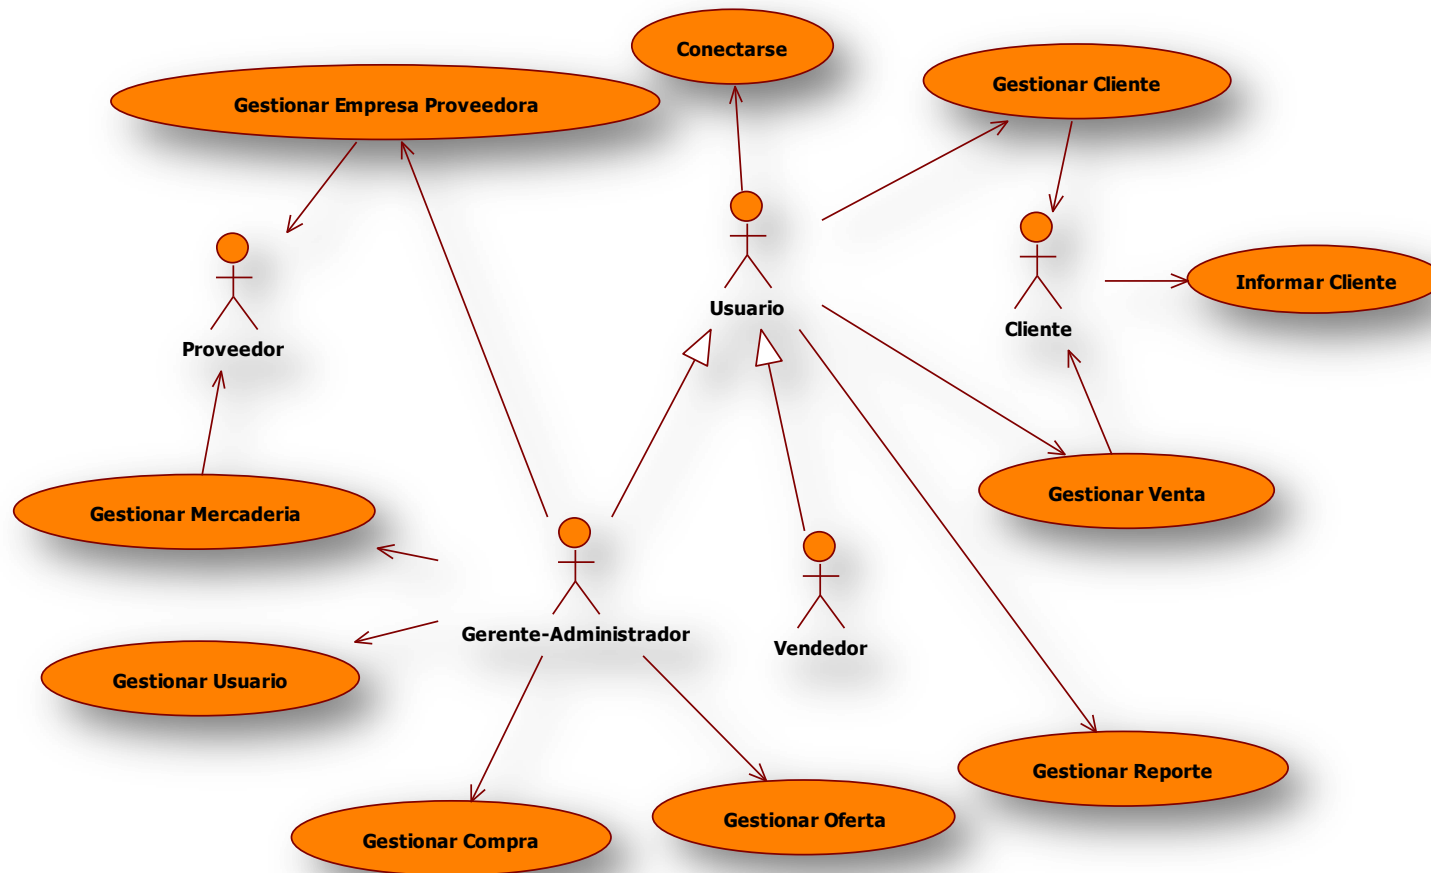 Conectarse
Gestionar Cliente
Gestionar Empresa Proveedora
Informar Cliente
Usuario
Cliente
Proveedor
Gestionar Venta
Gestionar Mercaderia
Gerente-Administrador
Vendedor
Gestionar Usuario
Gestionar Reporte
Gestionar Oferta
Gestionar Compra